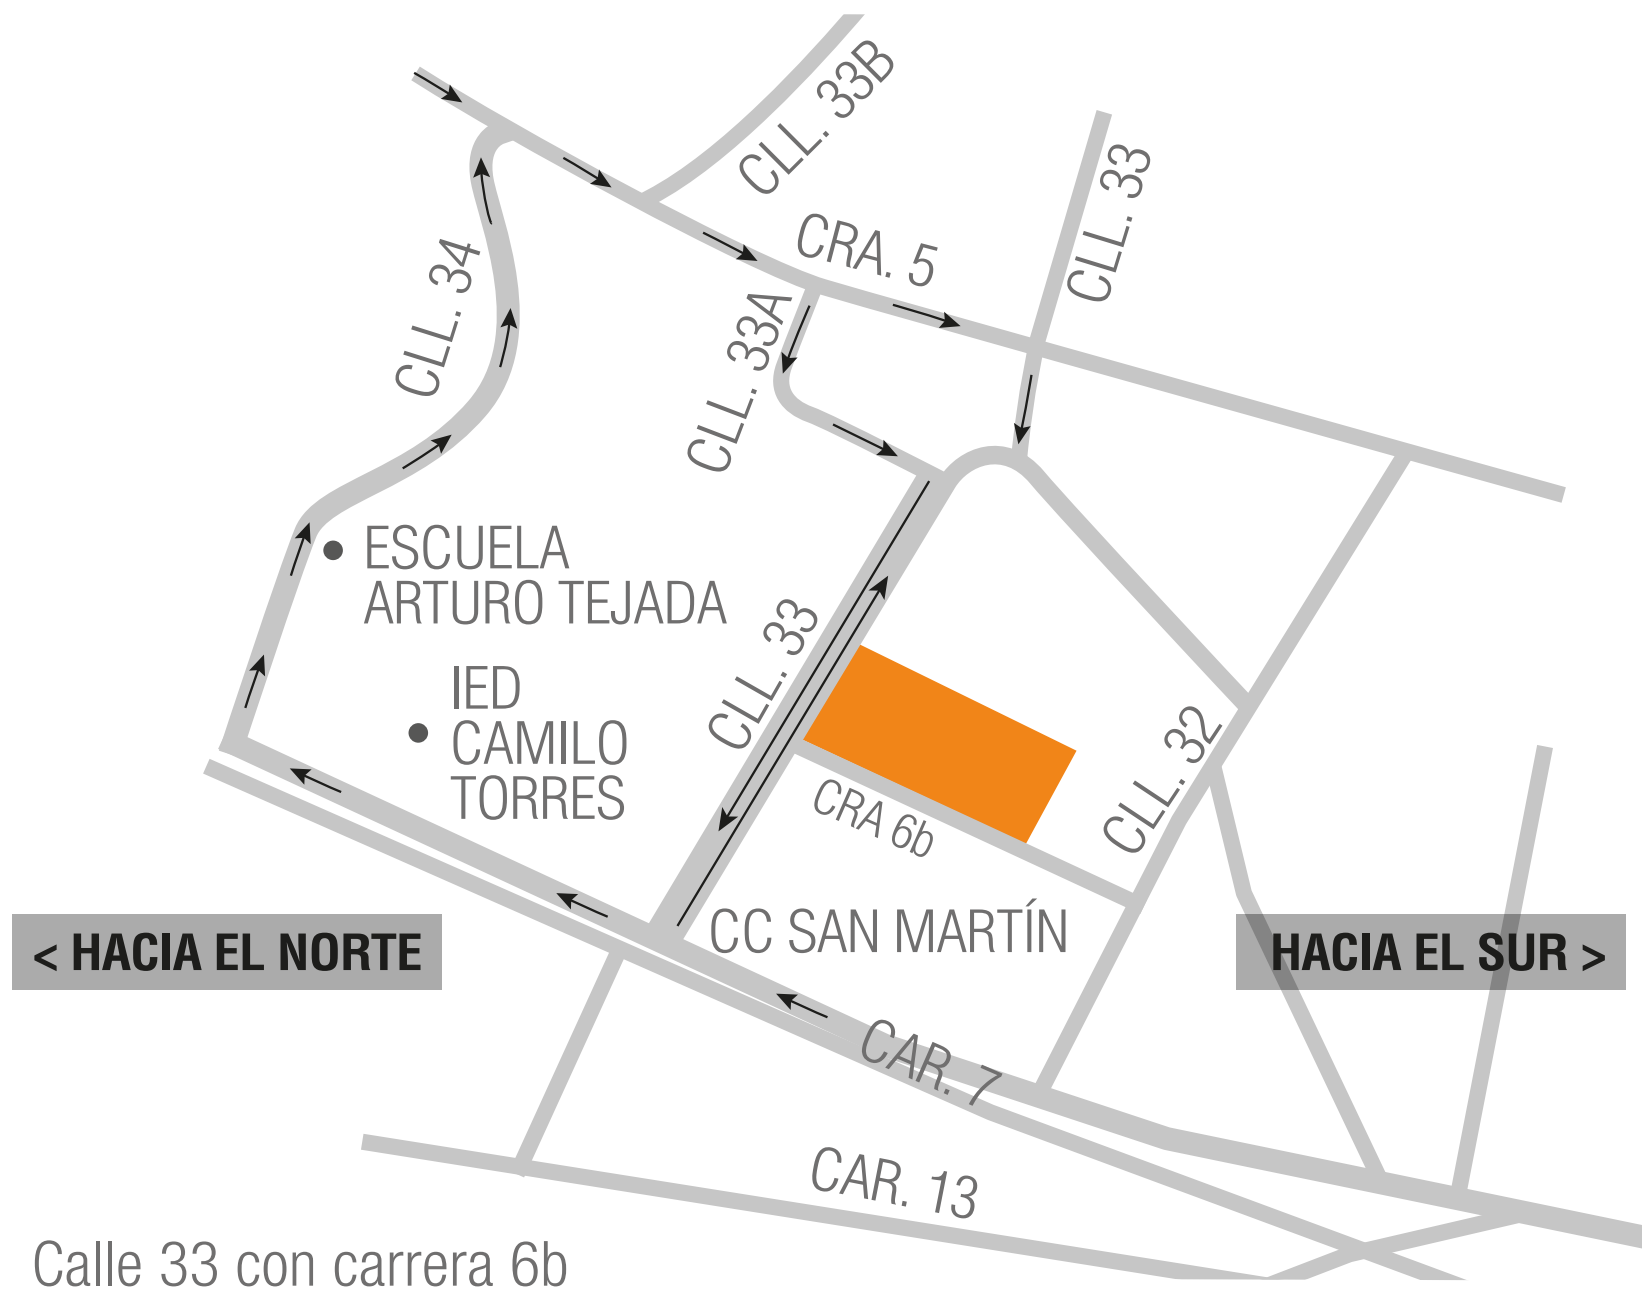 CLL. 33B
CLL. 33
CRA. 5
CLL. 34
CLL. 33A
ESCUELA
ARTURO TEJADA
IED
CAMILO
TORRES
CLL. 33
CLL. 32
CRA 6b
CC SAN MARTÍN
< HACIA EL NORTE
HACIA EL SUR >
CAR. 7
CAR. 13
Calle 33 con carrera 6b